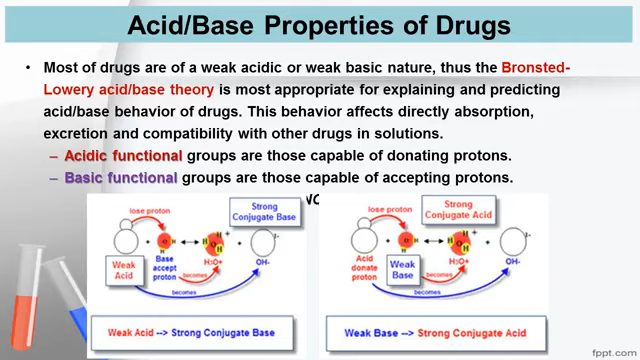 Acid/Base Properties of Drugs
• Most of drugs are of a weak acidic or weak basic nature, thus the Bronsted-
Lowery acid/base theory is most appropriate for explaining and predicting
acid/base behavior of drugs. This behavior affects directly absorption,
excretion and compatibility with other drugs in solutions.
– Acidic functional groups are those capable of donating protons.
– Basic functional groups are those capable of accepting protons.
Strong
Conjugate Base
lose proton
H
H
+
O
H
H
+
H
O
H
+
1-
Weak
Acid
Base
accept
proton
H3O+
OH-
becomes
becomes
Weak Acid --> Strong Conjugate Base
Strong
Conjugate Acid
lose proton
H
H
+
O
H
H
+
H
O
H
+
1-
Acid
donate
proton
Weak
Base
H3O+
OH-
becomes
becomes
Weak Base --> Strong Conjugate Acid
fppt.com